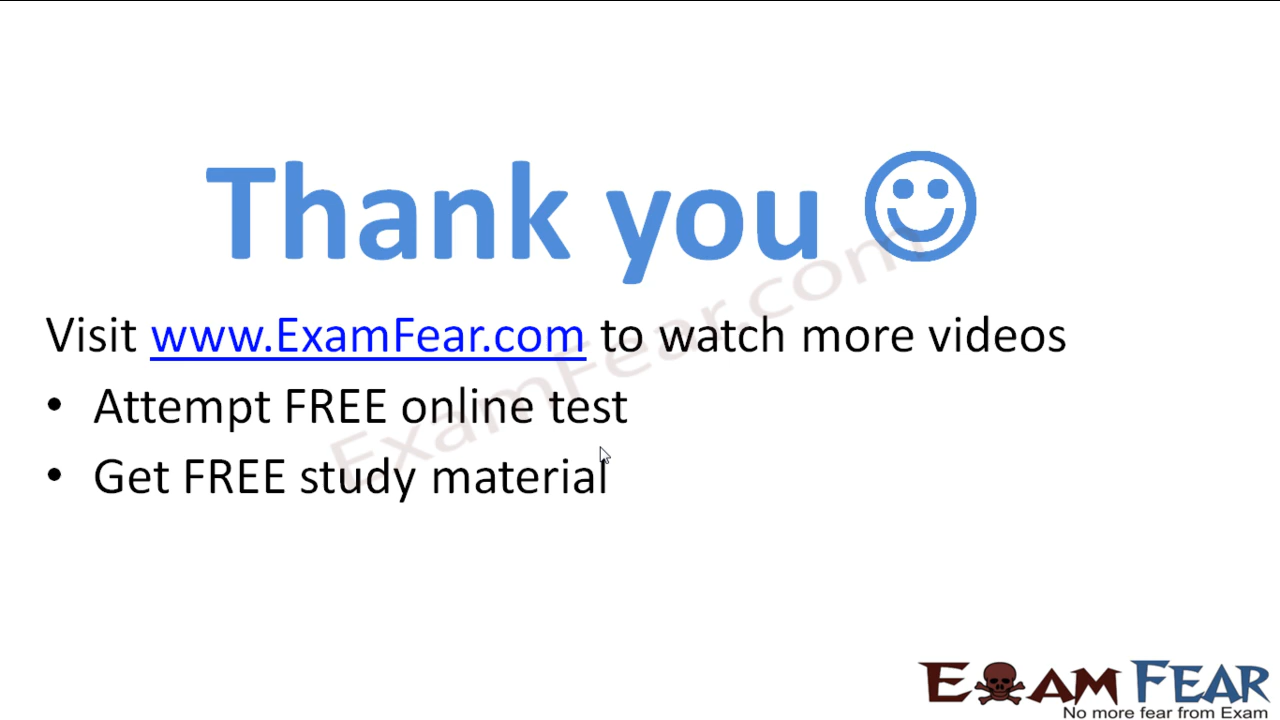 Thank you ☺
Visit www.ExamFear.com to watch more videos
• Attempt FREE online test
• Get FREE study material
ExamFear.com
EXAM FEAR
No more fear from Exam